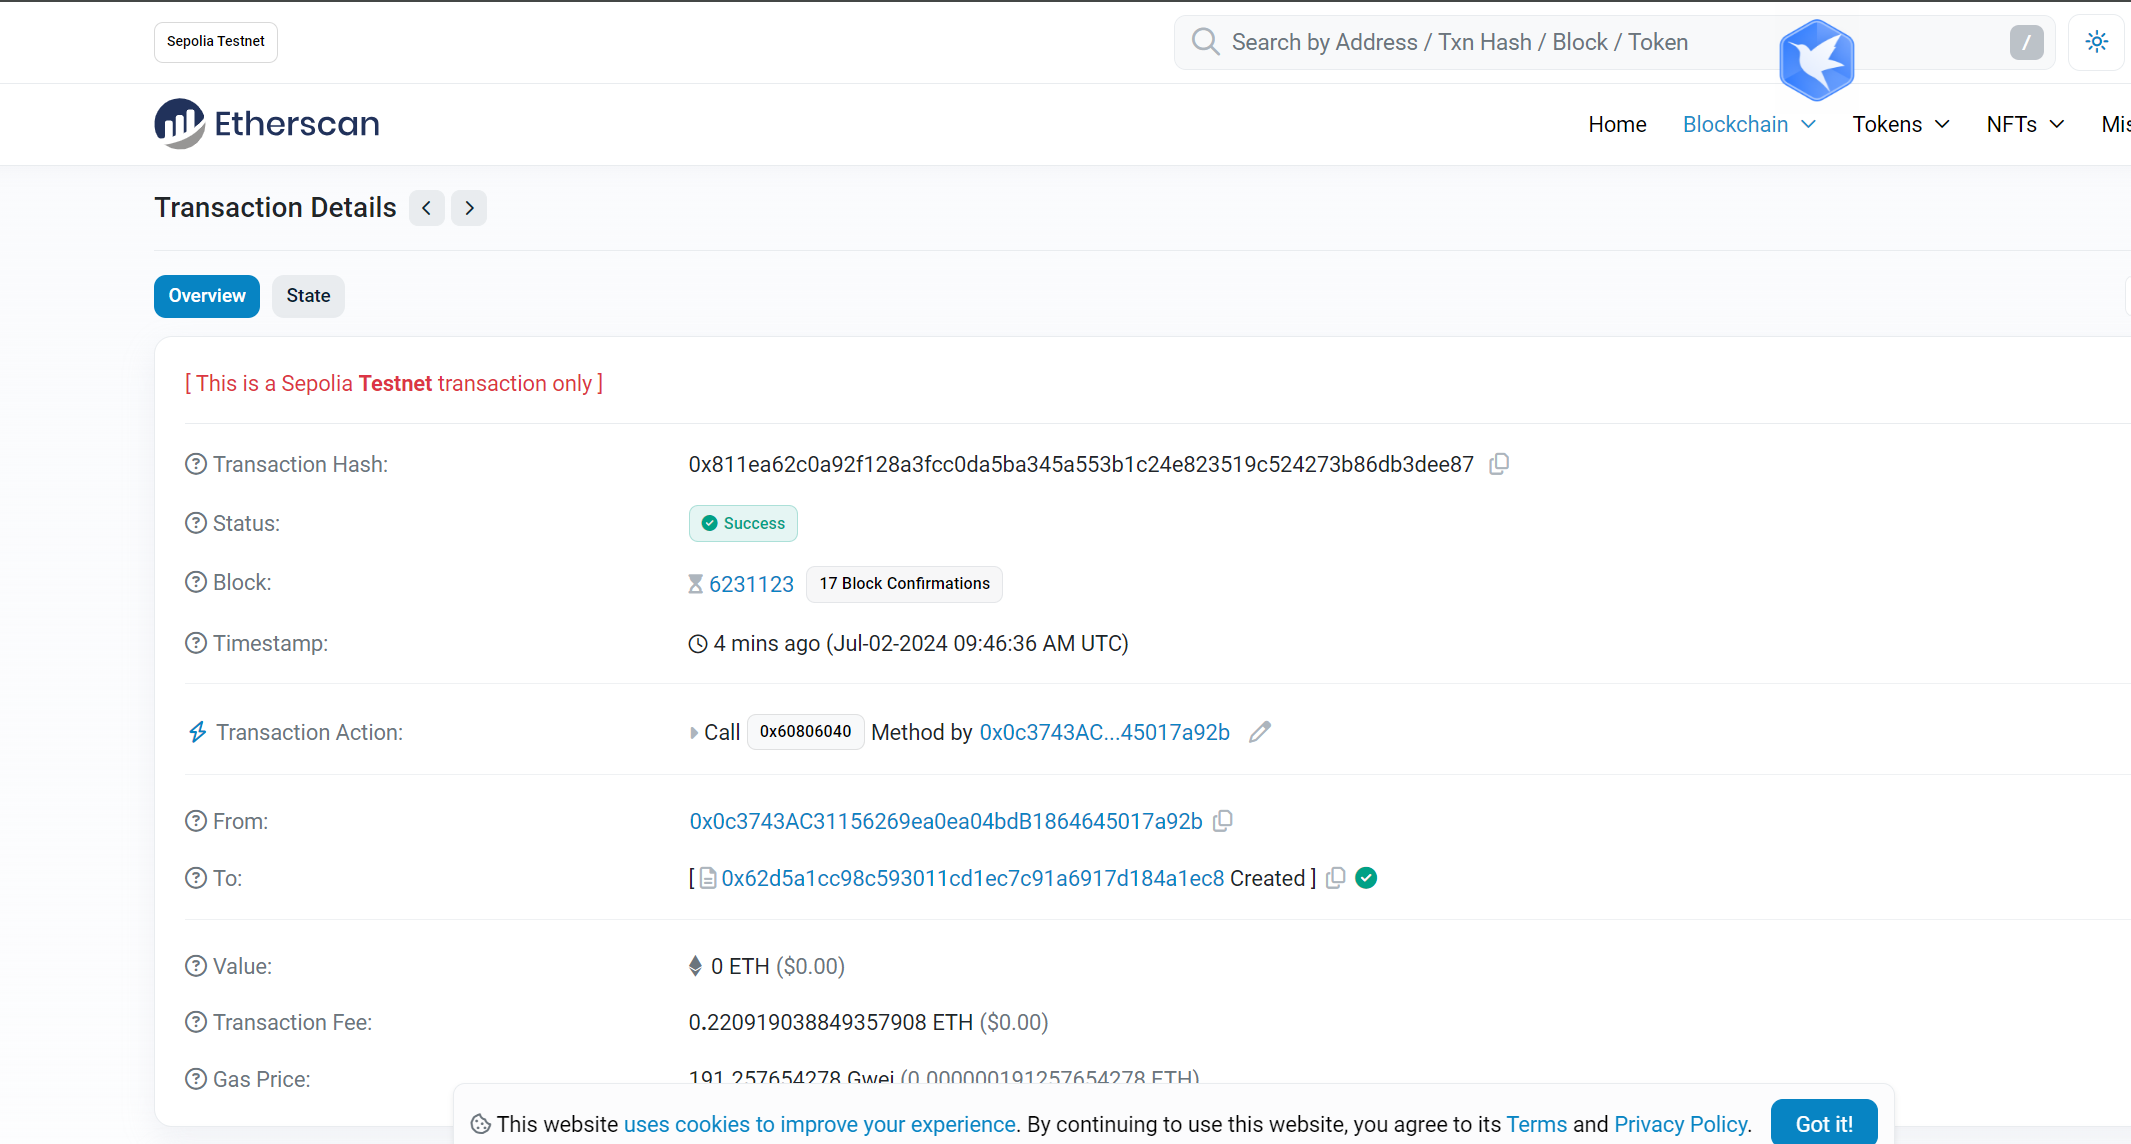 Sepolia Testnet
Search by Address / Txn Hash / Block / Token
/
Etherscan
Home Blockchain Tokens NFTs Mis
Transaction Details
Overview State
[ This is a Sepolia Testnet transaction only ]
Transaction Hash: 0x811ea62c0a92f128a3fcc0da5ba345a553b1c24e823519c524273b86db3dee87
Status: Success
Block: 6231123 17 Block Confirmations
Timestamp: 4 mins ago (Jul-02-2024 09:46:36 AM UTC)
Transaction Action: Call 0x60806040 Method by 0x0c3743AC...45017a92b
From: 0x0c3743AC31156269ea0ea04bdB1864645017a92b
To: [ 0x62d5a1cc98c593011cd1ec7c91a6917d184a1ec8 Created ]
Value: 0 ETH ($0.00)
Transaction Fee: 0.220919038849357908 ETH ($0.00)
Gas Price: 191.257654278 Gwei (0.000000191257654278 ETH)
This website uses cookies to improve your experience. By continuing to use this website, you agree to its Terms and Privacy Policy. Got it!